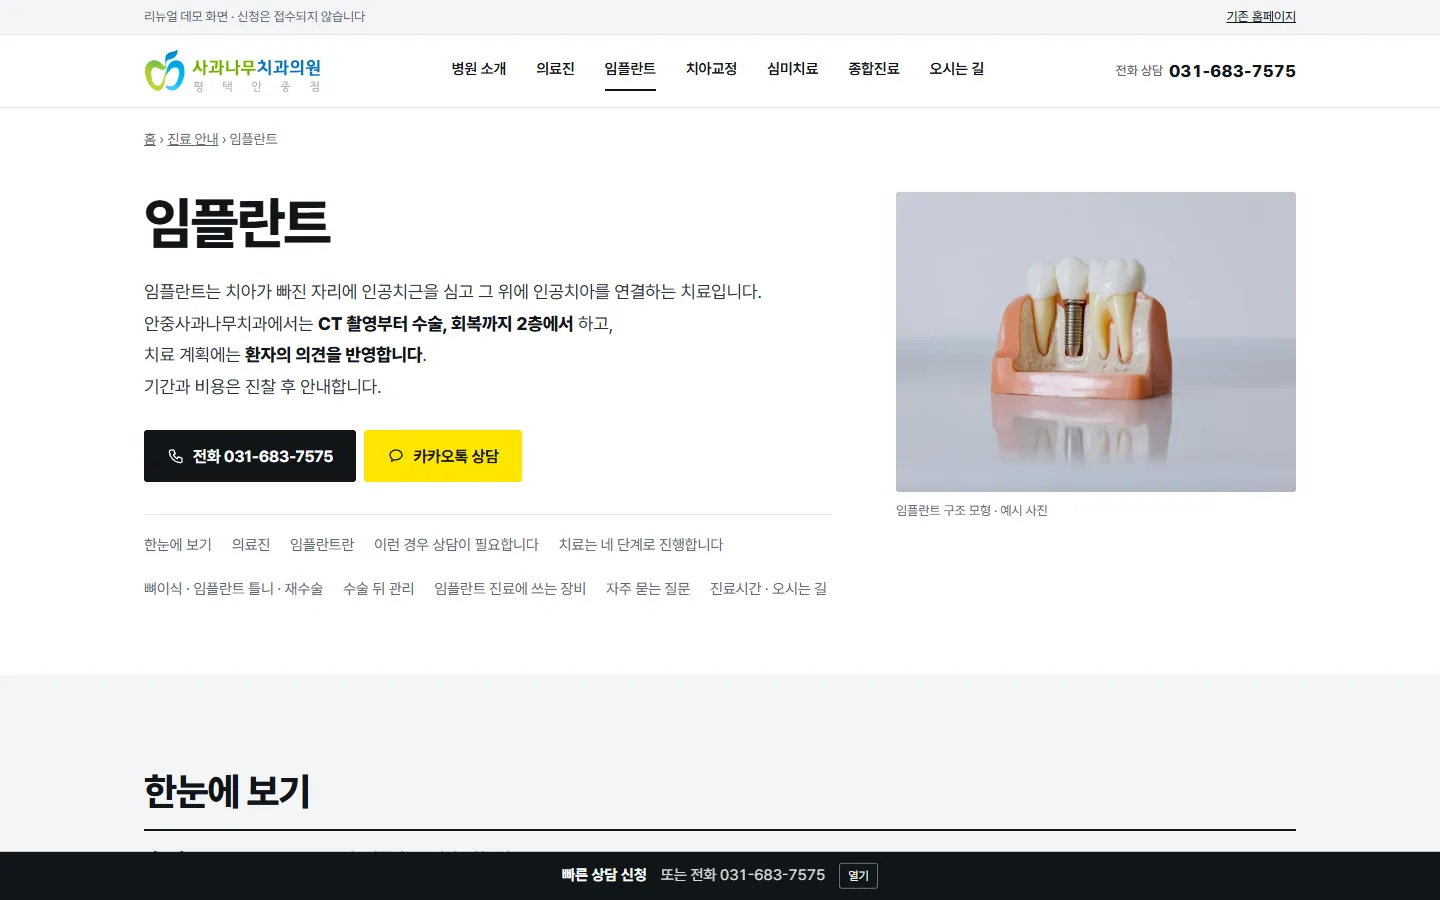 리뉴얼 데모 화면 · 신청은 접수되지 않습니다
기존 홈페이지
사과나무치과의원
평택안중점
병원 소개 의료진 임플란트 치아교정 심미치료 종합진료 오시는 길
전화 상담 031-683-7575
홈 › 진료 안내 › 임플란트
임플란트
임플란트는 치아가 빠진 자리에 인공치근을 심고 그 위에 인공치아를 연결하는 치료입니다.
안중사과나무치과에서는 CT 촬영부터 수술, 회복까지 2층에서 하고,
치료 계획에는 환자의 의견을 반영합니다.
기간과 비용은 진찰 후 안내합니다.
전화 031-683-7575
카카오톡 상담
임플란트 구조 모형 · 예시 사진
한눈에 보기 의료진 임플란트란 이런 경우 상담이 필요합니다 치료는 네 단계로 진행합니다
뼈이식 · 임플란트 틀니 · 재수술 수술 뒤 관리 임플란트 진료에 쓰는 장비 자주 묻는 질문 진료시간 · 오시는 길
한눈에 보기
빠른 상담 신청 또는 전화 031-683-7575 열기